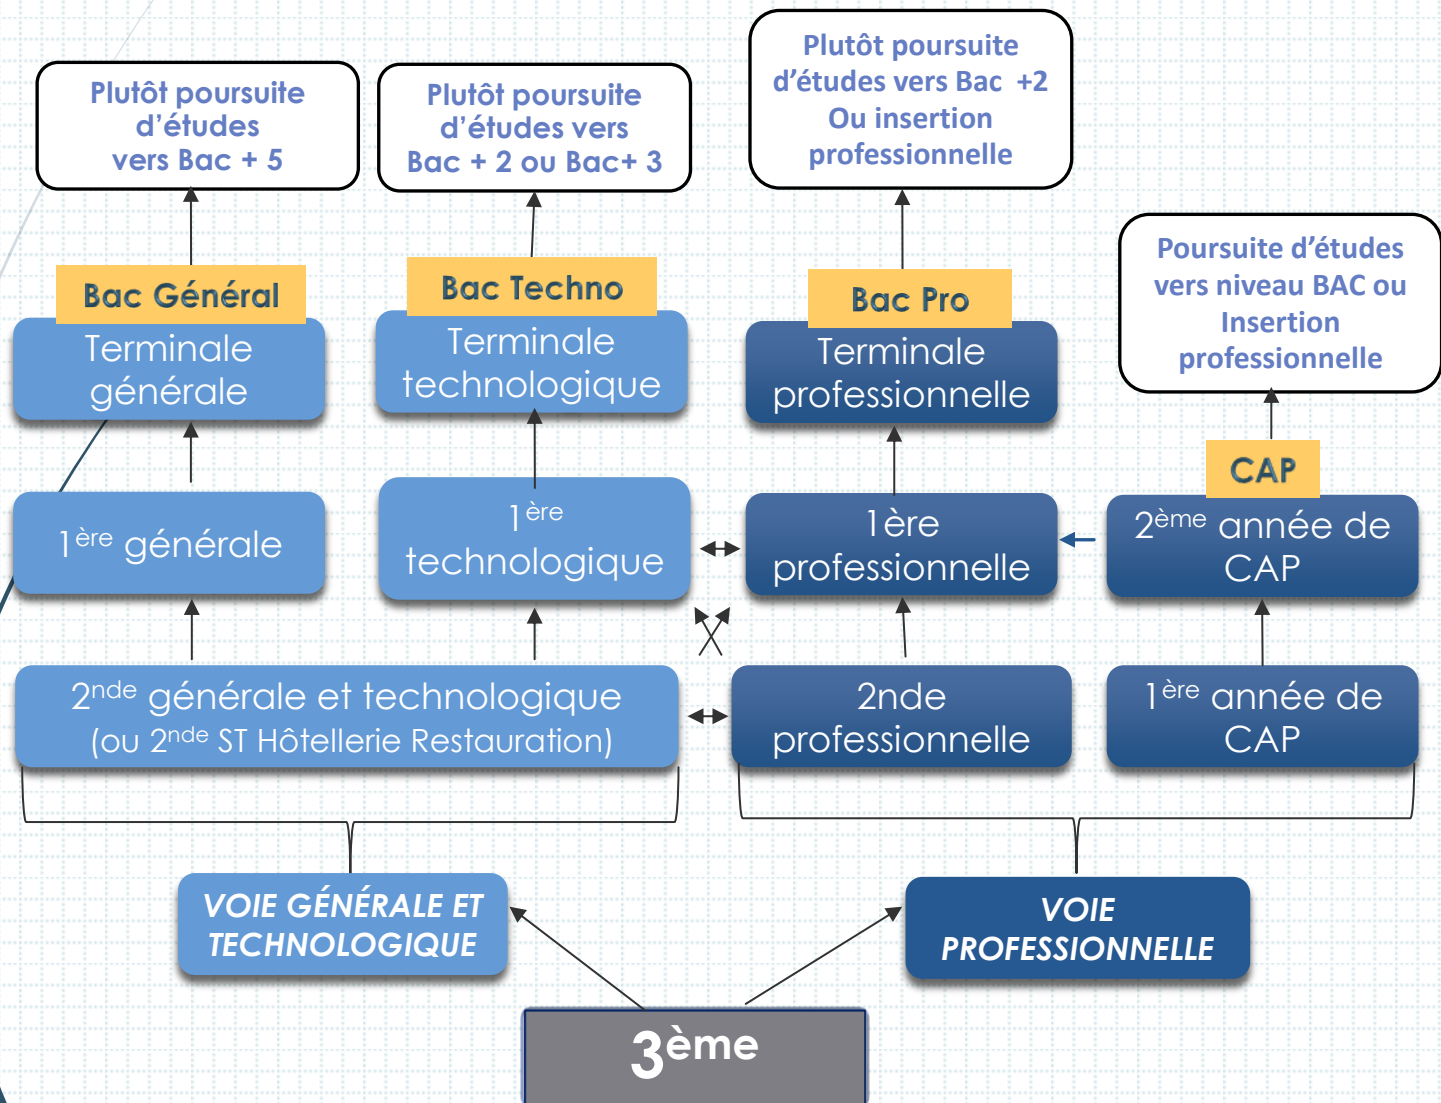 Plutôt poursuite
d'études
vers Bac + 5
Plutôt poursuite
d'études vers
Bac + 2 ou Bac+ 3
Plutôt poursuite
d'études vers Bac +2
Ou insertion
professionnelle
Poursuite d'études
vers niveau BAC ou
Insertion
professionnelle
Bac Général
Terminale
générale
Bac Techno
Terminale
technologique
Bac Pro
Terminale
professionnelle
CAP
1ère générale
1ère
technologique
1ère
professionnelle
2ème année de
CAP
2nde générale et technologique
(ou 2nde ST Hôtellerie Restauration)
2nde
professionnelle
1ère année de
CAP
VOIE GÉNÉRALE ET
TECHNOLOGIQUE
VOIE
PROFESSIONNELLE
3ème